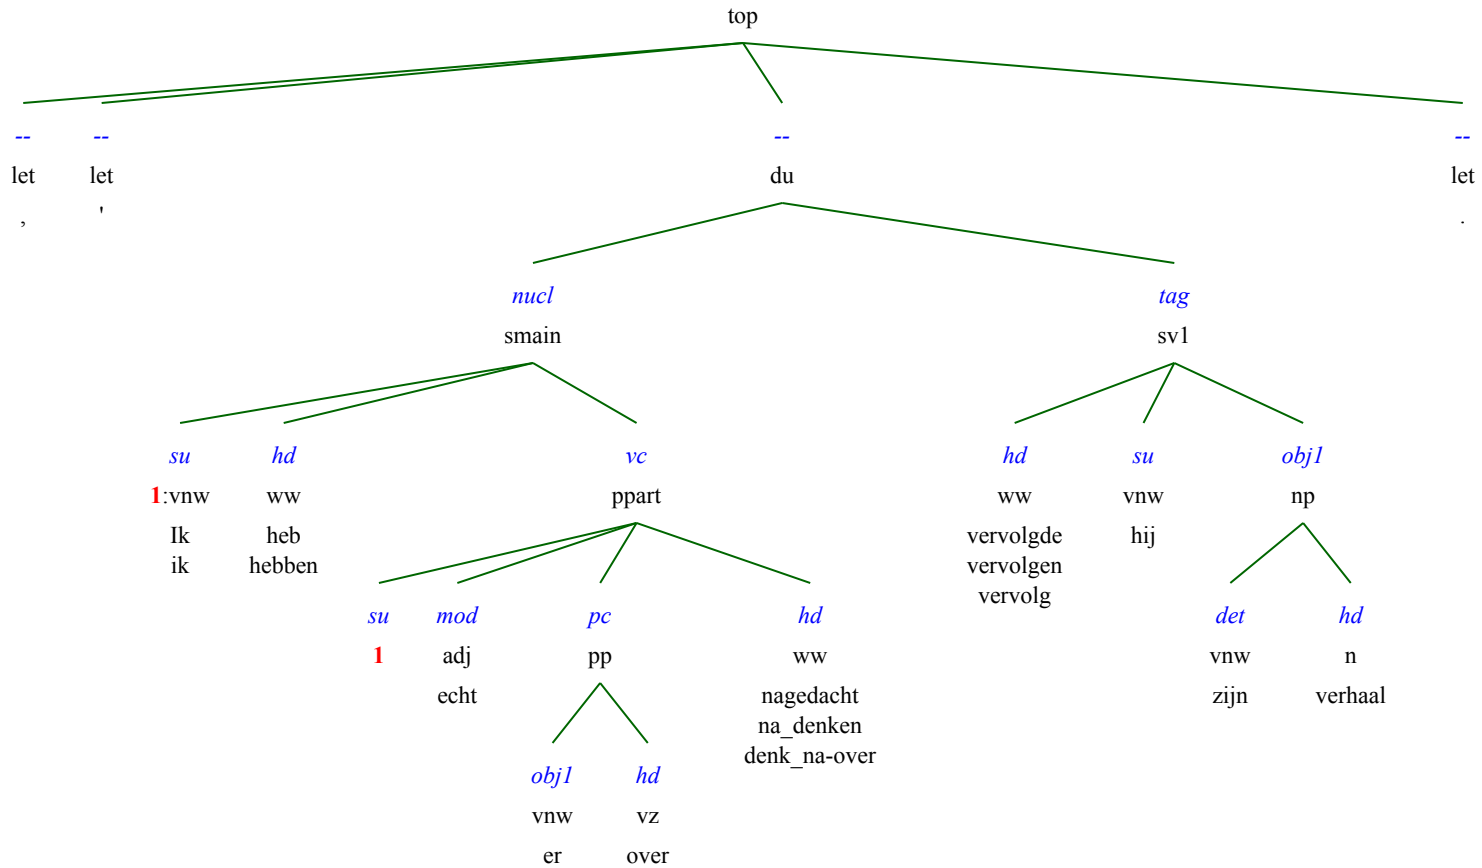 top
-- -- -- --
let let du let
, ' .
nucl tag
smain sv1
su hd vc hd su obj1
1:vnw ww ppart ww vnw np
Ik heb vervolgde hij
ik hebben vervolgen
vervolg
su mod pc hd det hd
1 adj pp ww vnw n
echt nagedacht zijn verhaal
na_denken
denk_na-over
obj1 hd
vnw vz
er over